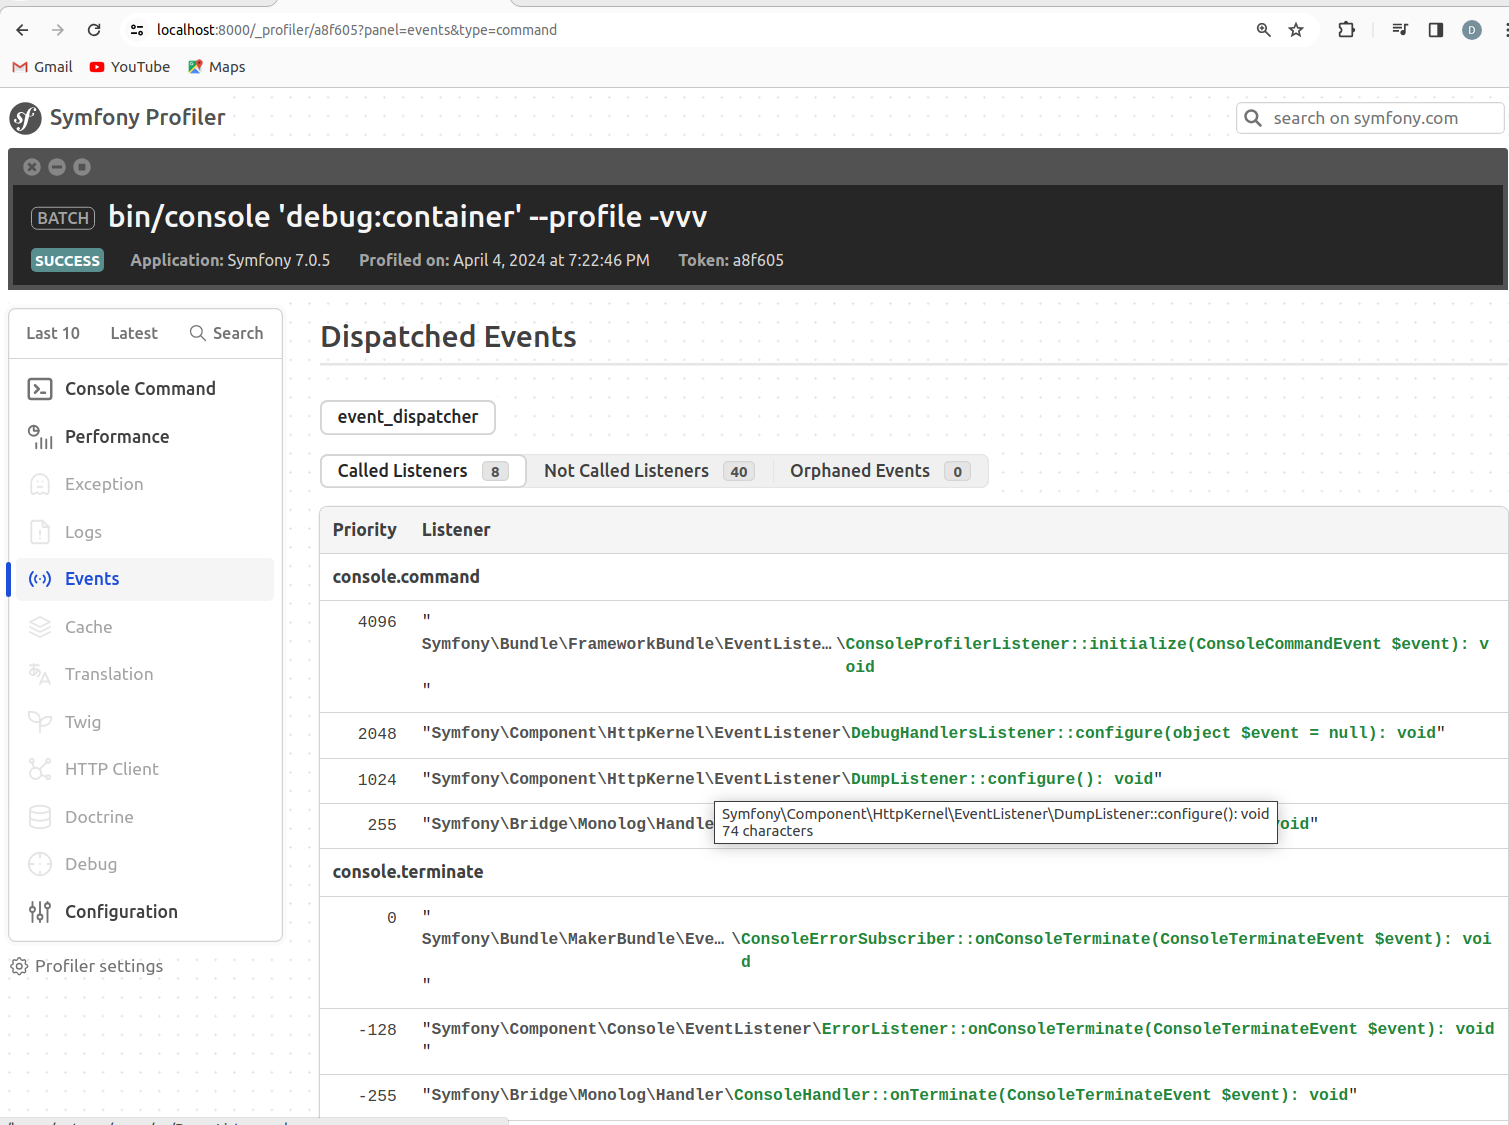 localhost:8000/_profiler/a8f605?panel=events&type=command
D
Gmail YouTube Maps
sf Symfony Profiler
search on symfony.com
BATCH bin/console 'debug:container' --profile -vvv
SUCCESS Application: Symfony 7.0.5 Profiled on: April 4, 2024 at 7:22:46 PM Token: a8f605
Last 10 Latest Search
Console Command
Performance
Exception
Logs
Events
Cache
Translation
Twig
HTTP Client
Doctrine
Debug
Configuration
Profiler settings
Dispatched Events
event_dispatcher
Called Listeners 8 Not Called Listeners 40 Orphaned Events 0
Priority Listener
console.command
4096 "
Symfony\Bundle\FrameworkBundle\EventListe… \ConsoleProfilerListener::initialize(ConsoleCommandEvent $event): v
oid
"
2048 "Symfony\Component\HttpKernel\EventListener\DebugHandlersListener::configure(object $event = null): void"
1024 "Symfony\Component\HttpKernel\EventListener\DumpListener::configure(): void"
Symfony\Component\HttpKernel\EventListener\DumpListener::configure(): void
74 characters
255 "Symfony\Bridge\Monolog\Handle void"
console.terminate
0 "
Symfony\Bundle\MakerBundle\Eve… \ConsoleErrorSubscriber::onConsoleTerminate(ConsoleTerminateEvent $event): voi
d
"
-128 "Symfony\Component\Console\EventListener\ErrorListener::onConsoleTerminate(ConsoleTerminateEvent $event): void
"
-255 "Symfony\Bridge\Monolog\Handler\ConsoleHandler::onTerminate(ConsoleTerminateEvent $event): void"